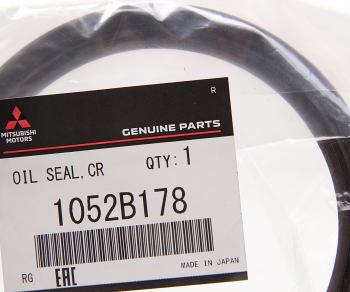 R
MITSUBISHI
MOTORS
GENUINE PARTS
OIL SEAL,CR QTY:1
1052B178
MADE IN JAPAN
RG EAC